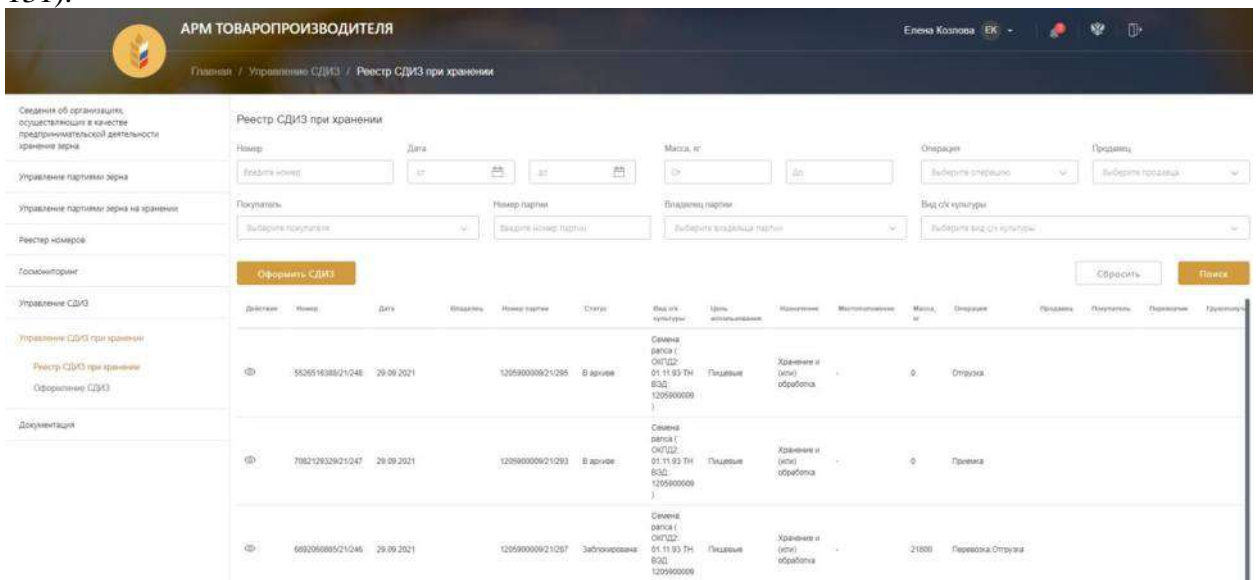 151).
АРМ ТОВАРОПРОИЗВОДИТЕЛЯ
Елена Козлова ЕК
Главная / Управление СДИЗ / Реестр СДИЗ при хранении
Сведения об организациях,
осуществляющих в качестве
предпринимательской деятельности
хранение зерна
Управление партиями зерна
Управление партиями зерна на хранении
Реестр номеров
Госмониторинг
Управление СДИЗ
Управление СДИЗ при хранении
Реестр СДИЗ при хранении
Оформление СДИЗ
Документация
Реестр СДИЗ при хранении
Номер Дата Масса, кг Операция Продавец
Введите номер от до От До Выберите операцию Выберите продавца
Покупатель Номер партии Владелец партии Вид с/х культуры
Выберите покупателя Введите номер партии Выберите владельца партии Выберите вид с/х культуры
Оформить СДИЗ Сбросить Поиск
Действия Номер Дата Владелец Номер партии Статус Вид с/х культуры Цель использования Назначение Местоположение Масса, кг Операция Продавец Покупатель Перевозчик Грузополуч
Семена
рапса (
ОКПД2:
5526516388/21/248 29.09.2021 1205900009/21/295 В архиве 01.11.93 ТН Пищевые Хранение и (или) обработка - 0 Отгрузка
ВЭД:
1205900009
)
Семена
рапса (
ОКПД2:
7082129329/21/247 29.09.2021 1205900009/21/293 В архиве 01.11.93 ТН Пищевые Хранение и (или) обработка - 0 Приемка
ВЭД:
1205900009
)
Семена
рапса (
ОКПД2:
6892060865/21/246 29.09.2021 1205900009/21/287 Заблокирована 01.11.93 ТН Пищевые Хранение и (или) обработка - 21800 Перевозка Отгрузка
ВЭД:
1205900009